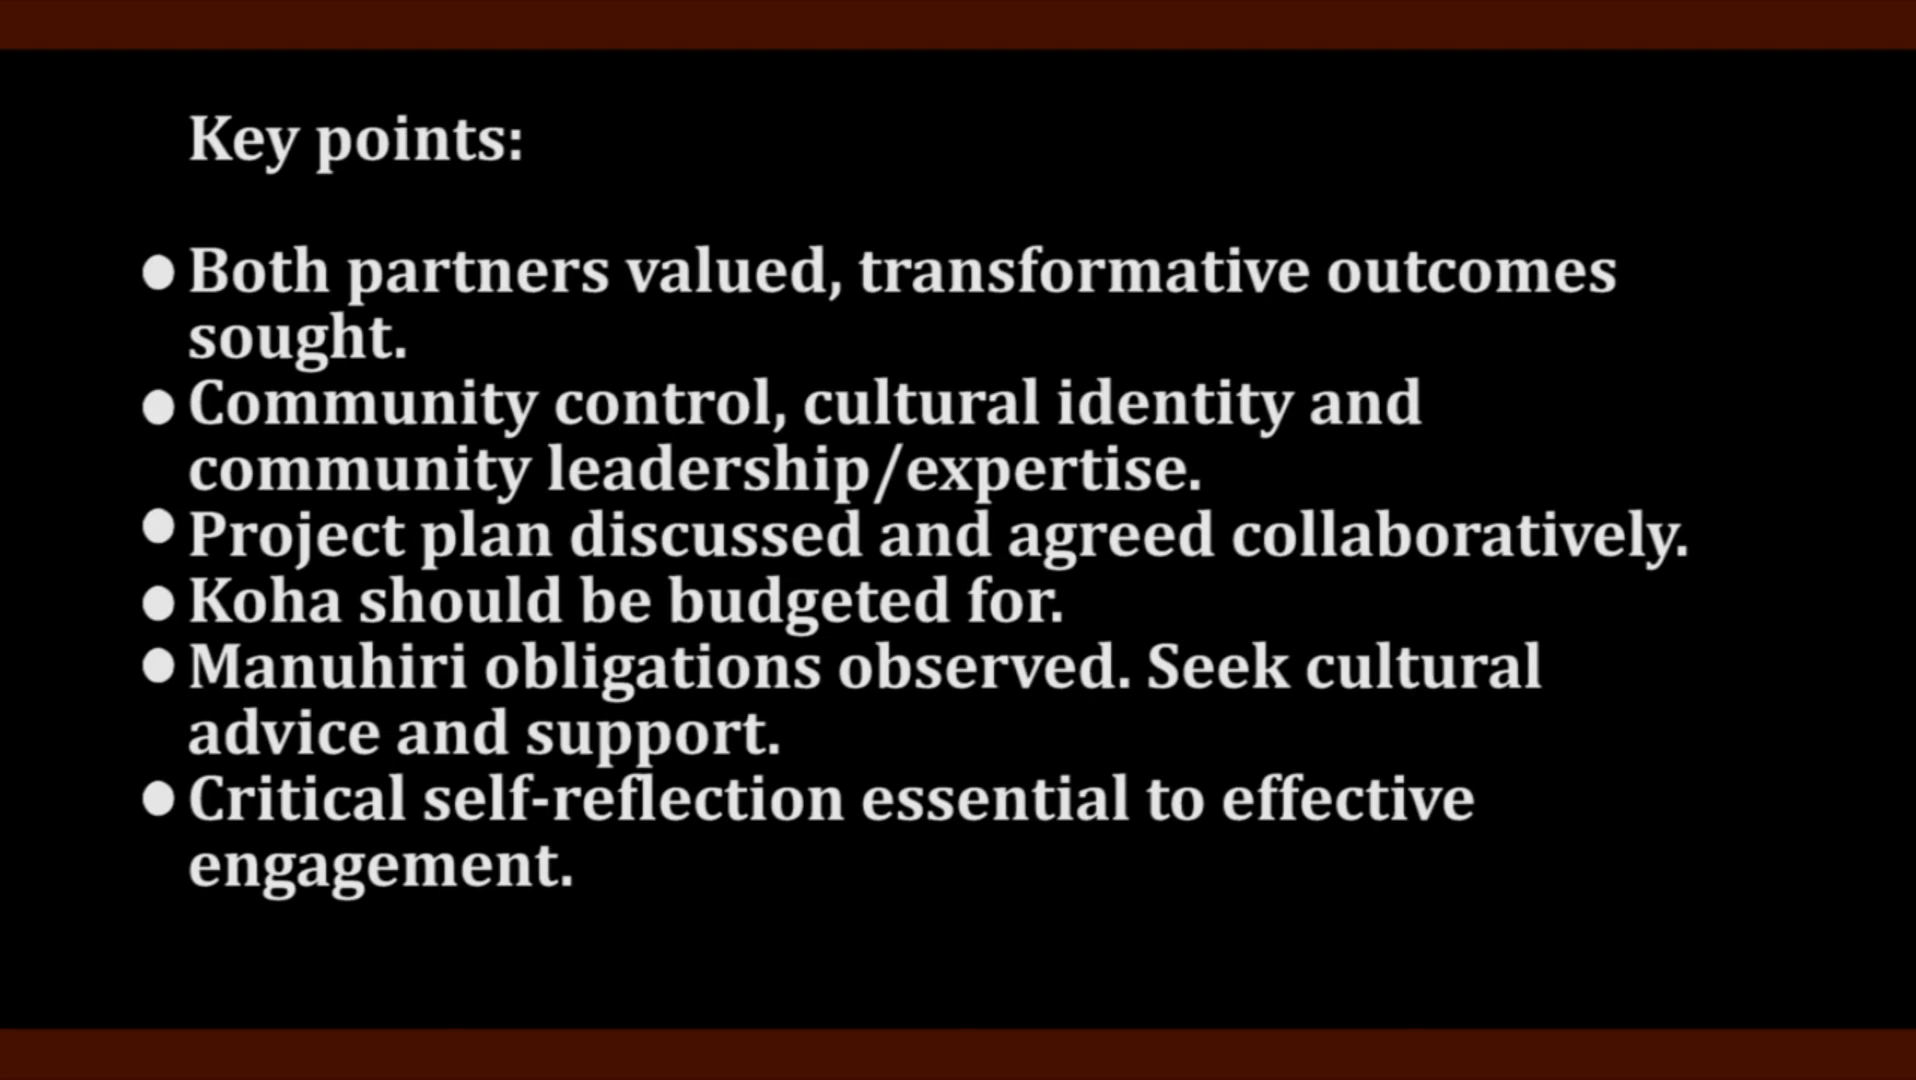 Key points:
● Both partners valued, transformative outcomes
sought.
● Community control, cultural identity and
community leadership/expertise.
● Project plan discussed and agreed collaboratively.
● Koha should be budgeted for.
● Manuhiri obligations observed. Seek cultural
advice and support.
● Critical self-reflection essential to effective
engagement.